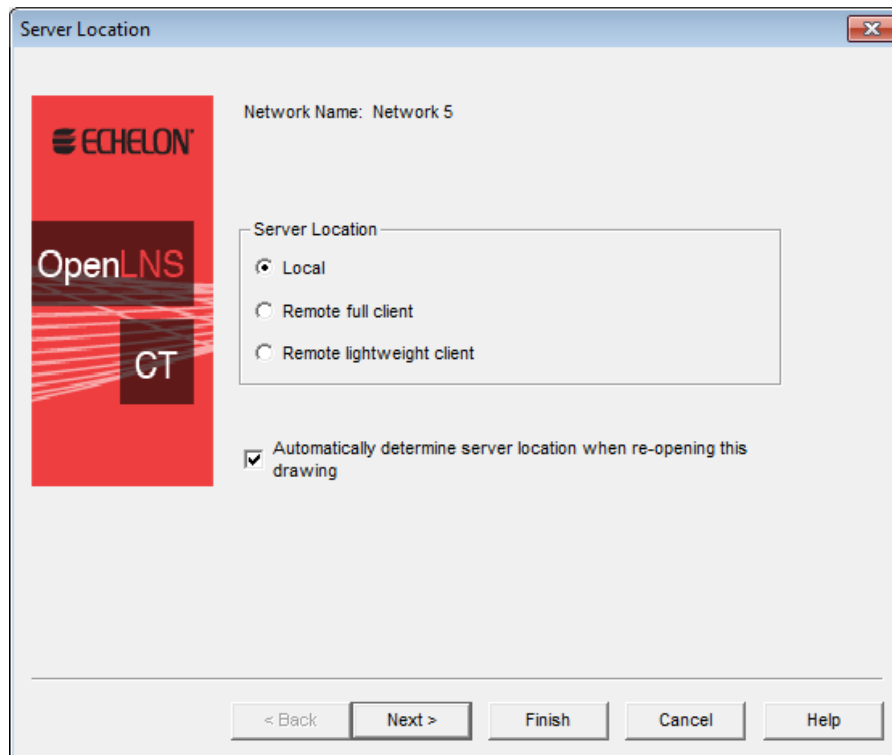 Server Location
ECHELON
OpenLNS
CT
Network Name: Network 5
Server Location
Local
Remote full client
Remote lightweight client
Automatically determine server location when re-opening this
drawing
< Back
Next >
Finish
Cancel
Help